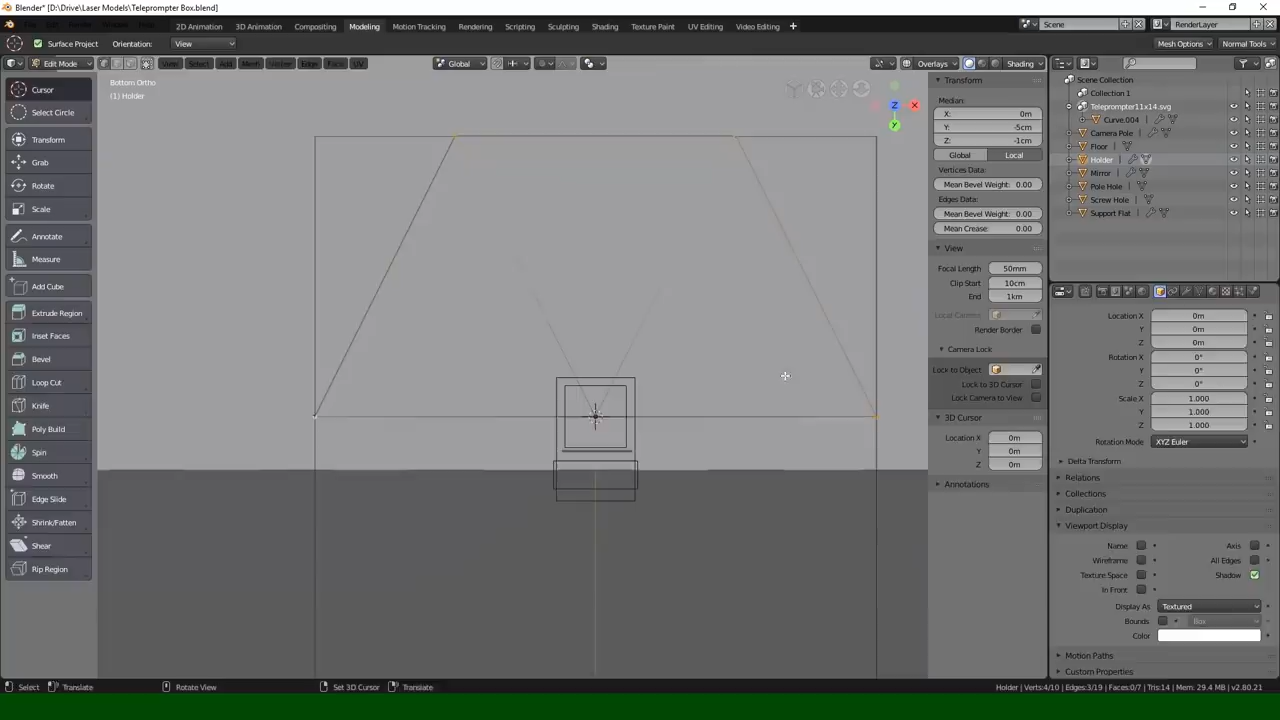 Blender* [D:\Drive\Laser Models\Teleprompter Box.blend]
2D Animation 3D Animation Compositing Lighting Modeling Motion Tracking Rendering Scripting Sculpting Shading Texture Paint UV Editing Video Editing +
Scene RenderLayer
Surface Project Orientation: View Mesh Options Normal Tools
Edit Mode View Select Add Mesh Vertex Edge Face UV Global Overlays Shading
Bottom Ortho
(1) Holder
Cursor
Select Circle
Transform
Grab
Rotate
Scale
Annotate
Measure
Add Cube
Extrude Region
Inset Faces
Bevel
Loop Cut
Knife
Poly Build
Spin
Smooth
Edge Slide
Shrink/Fatten
Shear
Rip Region
Z
X
Y
Transform
Median:
X: 0m
Y: -5cm
Z: -1cm
Global Local
Vertices Data:
Mean Bevel Weight: 0.00
Edges Data:
Mean Bevel Weight: 0.00
Mean Crease: 0.00
View
Focal Length 50mm
Clip Start 10cm
End 1km
Local Camera:
Render Border
Camera Lock
Lock to Object
Lock to 3D Cursor
Lock Camera to View
3D Cursor
Location X 0m
Y 0m
Z 0m
Annotations
Scene Collection
Collection 1
Teleprompter11x14.svg
Curve.004
Camera Pole
Floor
Holder
Mirror
Pole Hole
Screw Hole
Support Flat
Location X 0m
Y 0m
Z 0m
Rotation X 0°
Y 0°
Z 0°
Scale X 1.000
Y 1.000
Z 1.000
Rotation Mode XYZ Euler
Delta Transform
Relations
Collections
Duplication
Viewport Display
Name Axis
Wireframe All Edges
Texture Space Shadow
In Front
Display As Textured
Bounds Box
Color
Motion Paths
Custom Properties
Select Translate Rotate View Set 3D Cursor Translate Holder | Verts:4/10 | Edges:3/19 | Faces:0/7 | Tris:14 | Mem: 29.4 MB | v2.80.21